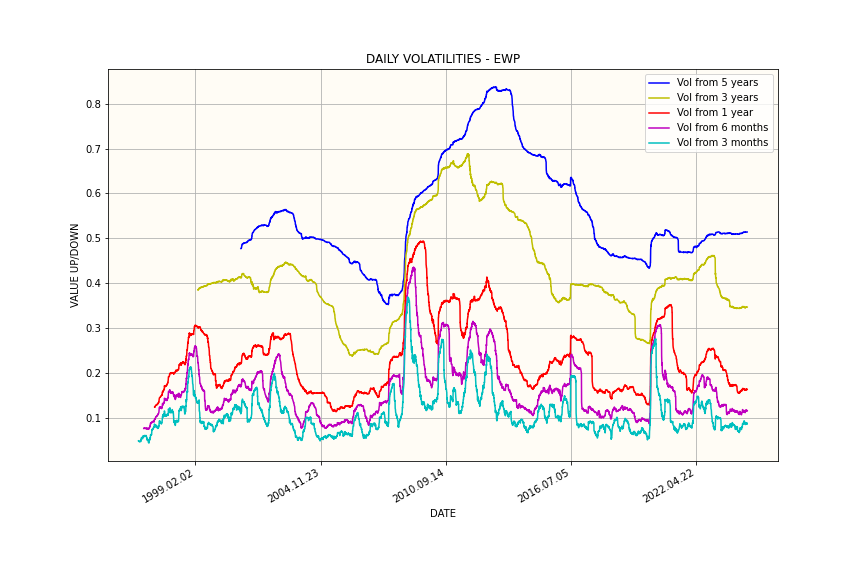 DAILY VOLATILITIES - EWP
Vol from 5 years
Vol from 3 years
Vol from 1 year
Vol from 6 months
Vol from 3 months
VALUE UP/DOWN
0.8
0.7
0.6
0.5
0.4
0.3
0.2
0.1
1999.02.02
2004.11.23
2010.09.14
2016.07.05
2022.04.22
DATE